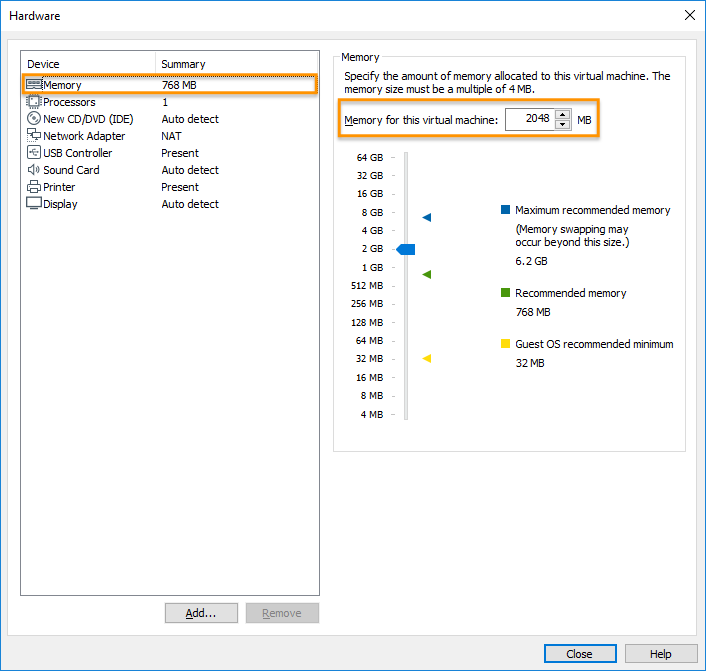 Hardware
Device Summary
Memory 768 MB
Processors 1
New CD/DVD (IDE) Auto detect
Network Adapter NAT
USB Controller Present
Sound Card Auto detect
Printer Present
Display Auto detect
Add...
Remove
Memory
Specify the amount of memory allocated to this virtual machine. The
memory size must be a multiple of 4 MB.
Memory for this virtual machine: 2048 MB
64 GB
32 GB
16 GB
8 GB
4 GB
2 GB
1 GB
512 MB
256 MB
128 MB
64 MB
32 MB
16 MB
8 MB
4 MB
Maximum recommended memory
(Memory swapping may
occur beyond this size.)
6.2 GB
Recommended memory
768 MB
Guest OS recommended minimum
32 MB
Close
Help